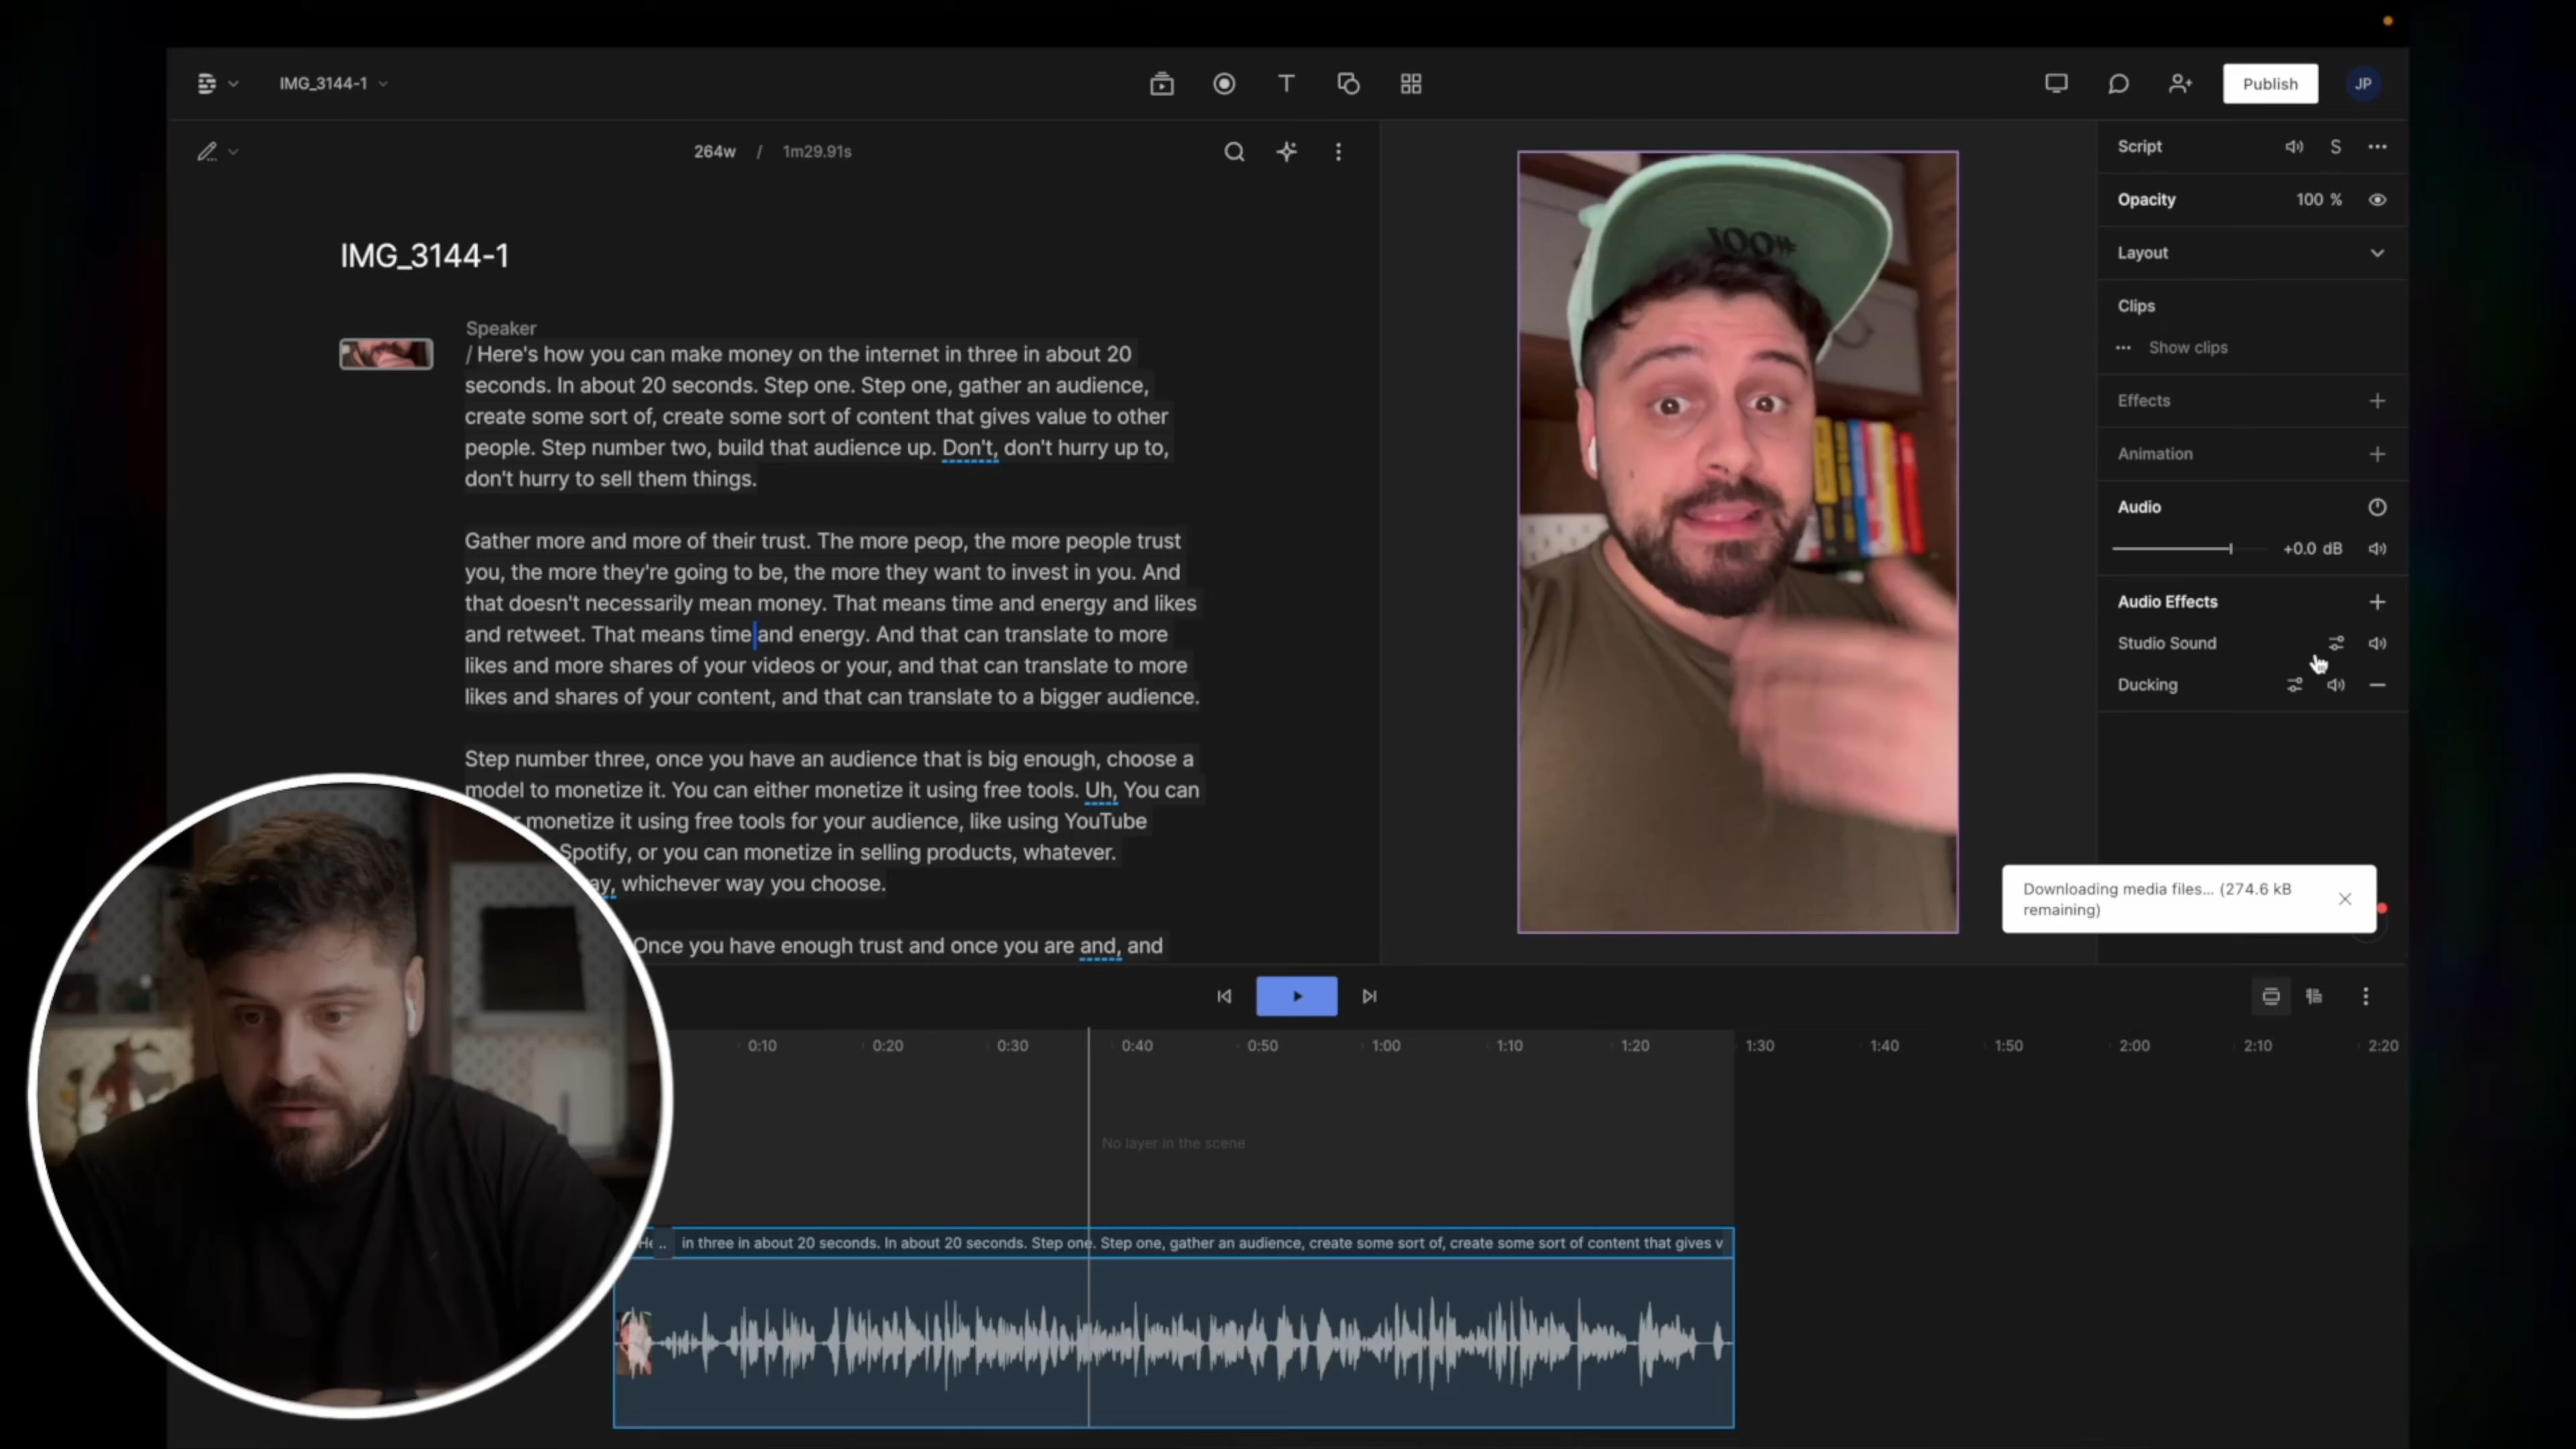 IMG_3144-1
Publish
JP
264w / 1m29.91s
IMG_3144-1
Speaker
/ Here's how you can make money on the internet in three in about 20
seconds. In about 20 seconds. Step one. Step one, gather an audience,
create some sort of, create some sort of content that gives value to other
people. Step number two, build that audience up. Don't, don't hurry up to,
don't hurry to sell them things.
Gather more and more of their trust. The more peop, the more people trust
you, the more they're going to be, the more they want to invest in you. And
that doesn't necessarily mean money. That means time and energy and likes
and retweet. That means time and energy. And that can translate to more
likes and more shares of your videos or your, and that can translate to more
likes and shares of your content, and that can translate to a bigger audience.
Step number three, once you have an audience that is big enough, choose a
model to monetize it. You can either monetize it using free tools. Uh, You can
monetize it using free tools for your audience, like using YouTube
Spotify, or you can monetize in selling products, whatever.
whichever way you choose.
Once you have enough trust and once you are and, and
Script S
Opacity 100 %
Layout
Clips
Show clips
Effects
Animation
Audio
+0.0 dB
Audio Effects
Studio Sound
Ducking
Downloading media files... (274.6 kB
remaining)
0:10 0:20 0:30 0:40 0:50 1:00 1:10 1:20 1:30 1:40 1:50 2:00 2:10 2:20
No layer in the scene
.. in three in about 20 seconds. In about 20 seconds. Step one. Step one, gather an audience, create some sort of, create some sort of content that gives v